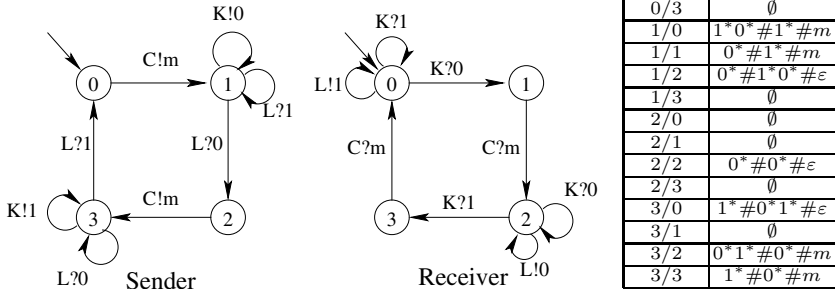 K!0
C!m
0
1
L?1
L?1
L?0
K!1
C!m
3
2
L?0
Sender
K?1
L!1
0
K?0
1
C?m
C?m
K?0
3
K?1
2
L!0
Receiver
0/3 ∅
1/0 1*0*#1*#m
1/1 0*#1*#m
1/2 0*#1*0*#ε
1/3 ∅
2/0 ∅
2/1 ∅
2/2 0*#0*#ε
2/3 ∅
3/0 1*#0*1*#ε
3/1 ∅
3/2 0*1*#0*#m
3/3 1*#0*#m